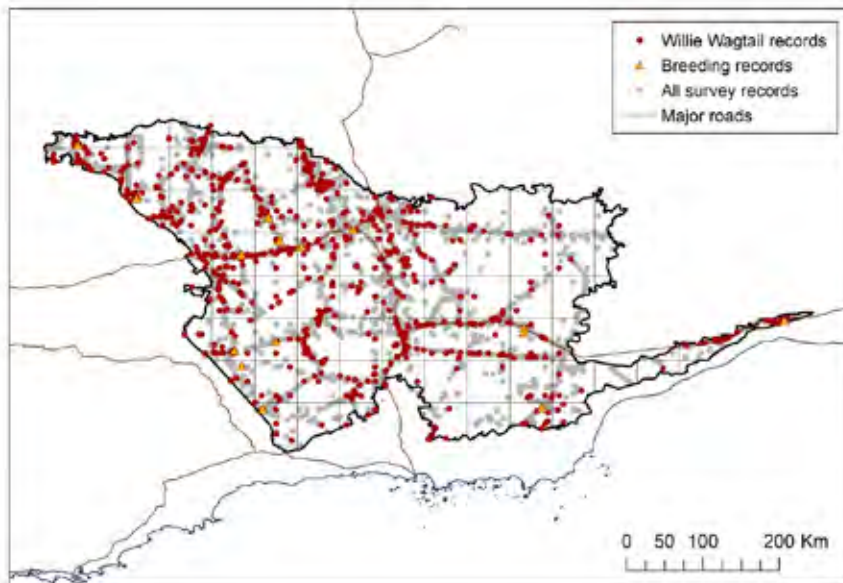 Willie Wagtail records
Breeding records
All survey records
Major roads
0 50 100 200 Km